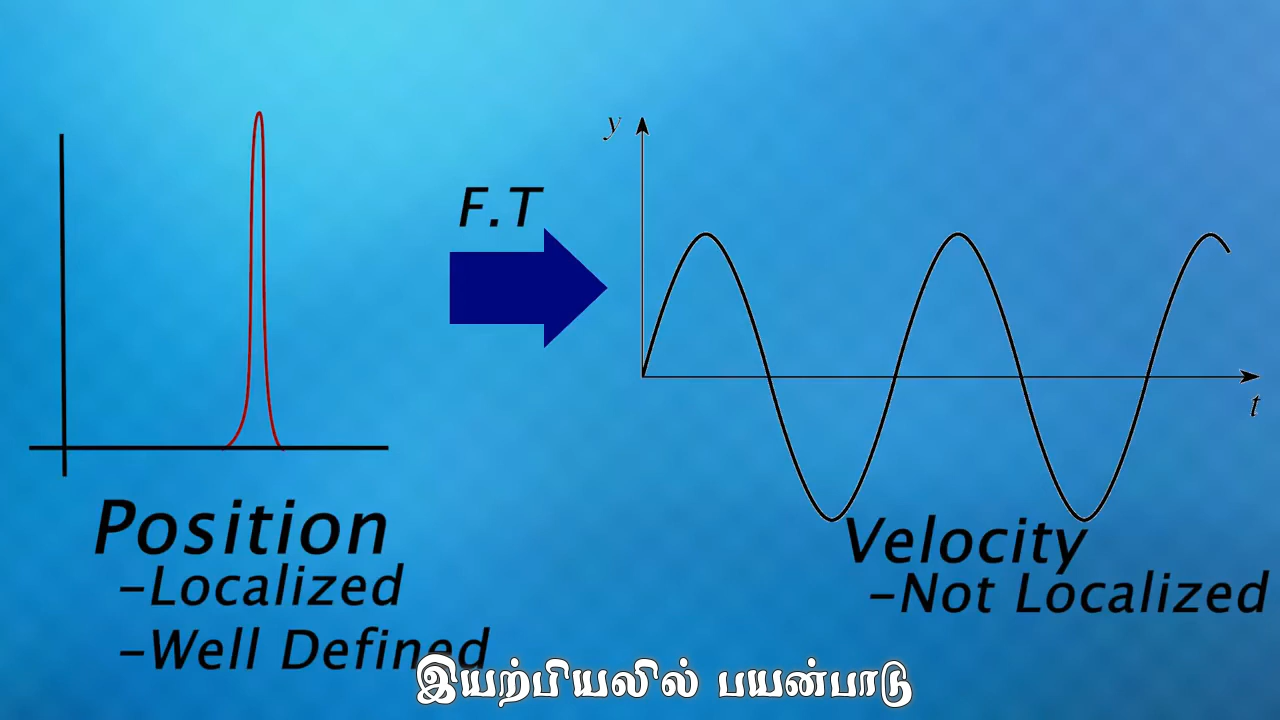 y
F.T
t
Position
-Localized
-Well Defined
Velocity
-Not Localized
இயற்பியலில் பயன்பாடு